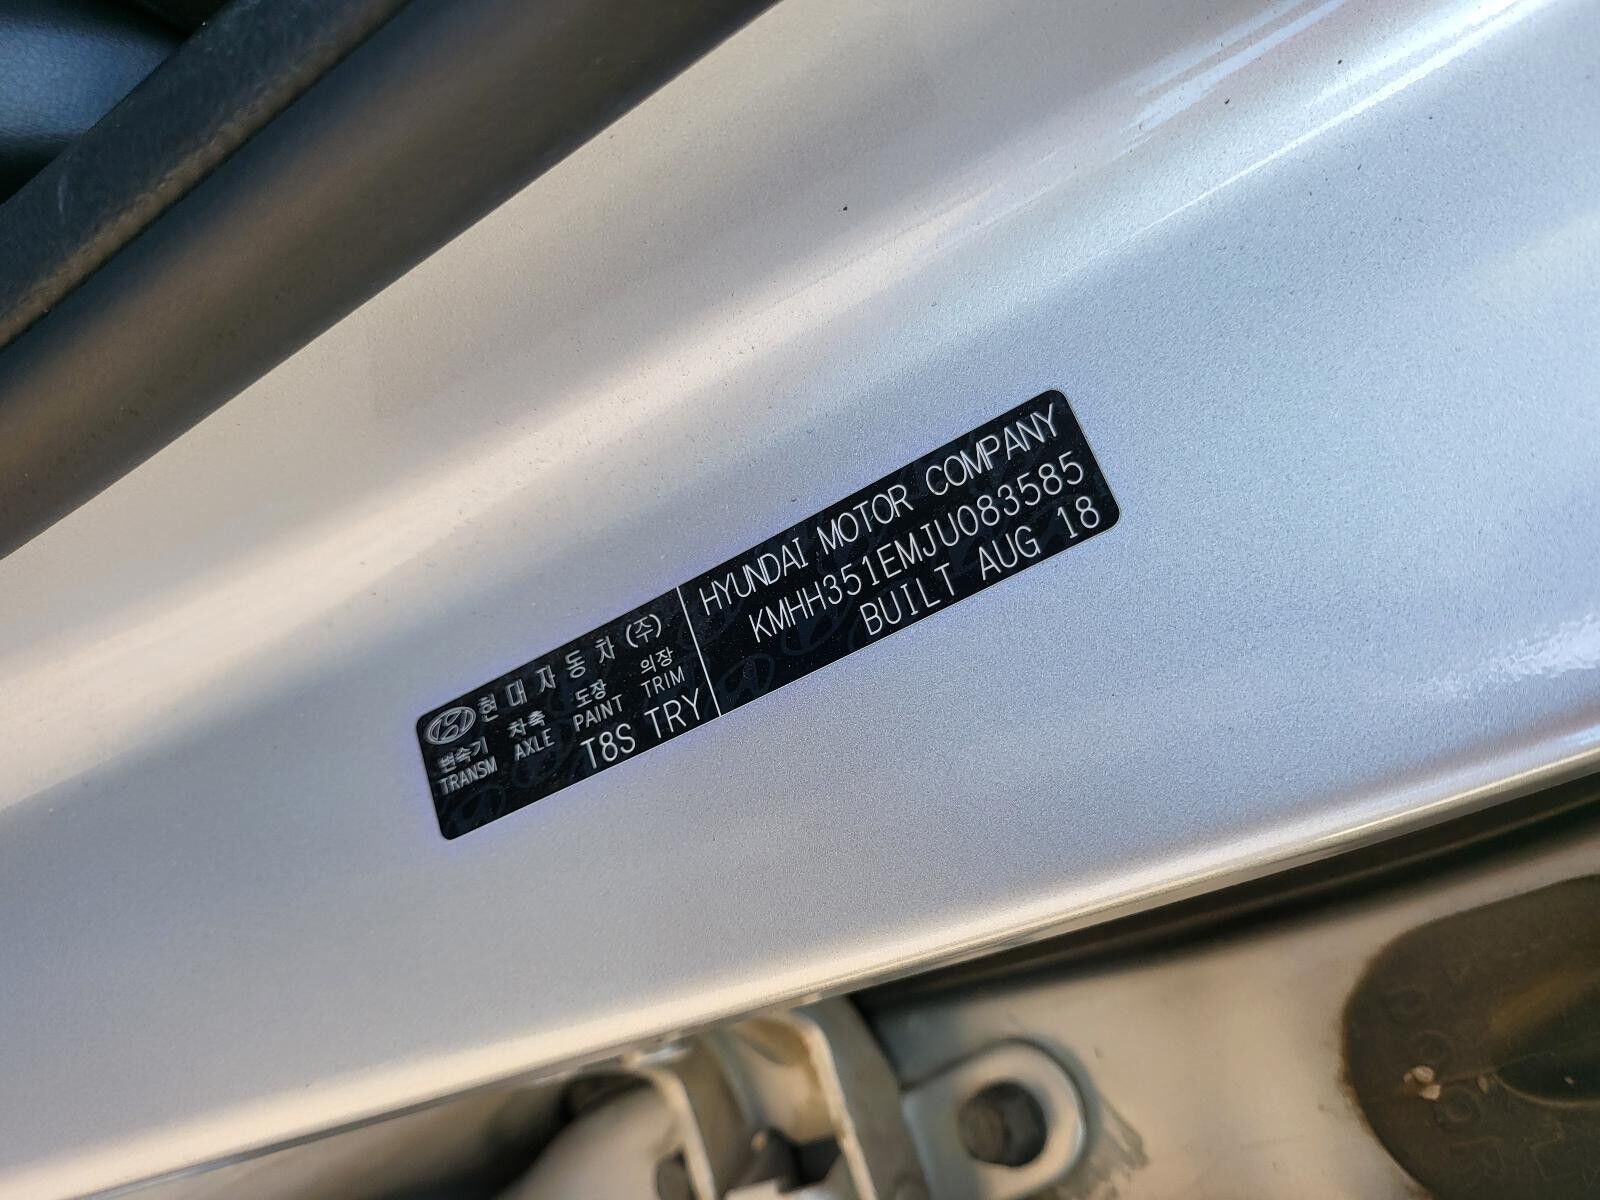 현대자동차(주)
변속기 차축 도장 의장
TRANSM AXLE PAINT TRIM
T8S TRY
HYUNDAI MOTOR COMPANY
KMHH351EMJU083585
BUILT AUG 18